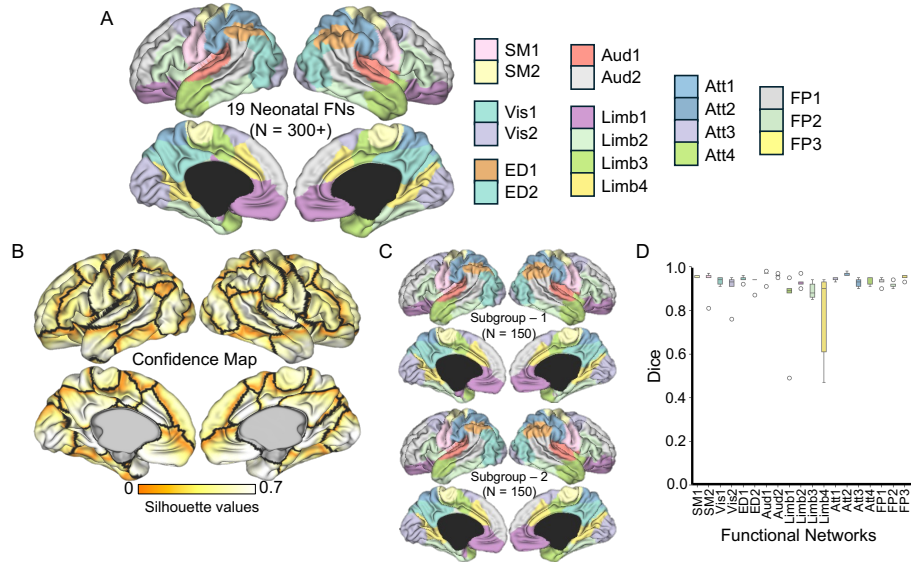 A
19 Neonatal FNs
(N = 300+)
SM1
SM2
Vis1
Vis2
ED1
ED2
Aud1
Aud2
Limb1
Limb2
Limb3
Limb4
Att1
Att2
Att3
Att4
FP1
FP2
FP3
B
Confidence Map
0
0.7
Silhouette values
C
Subgroup – 1
(N = 150)
Subgroup – 2
(N = 150)
D
1.0
0.8
0.6
0.4
0.2
0.0
Dice
SM1
SM2
Vis1
Vis2
ED1
ED2
Aud1
Aud2
Limb1
Limb2
Limb3
Limb4
Att1
Att2
Att3
Att4
FP1
FP2
FP3
Functional Networks